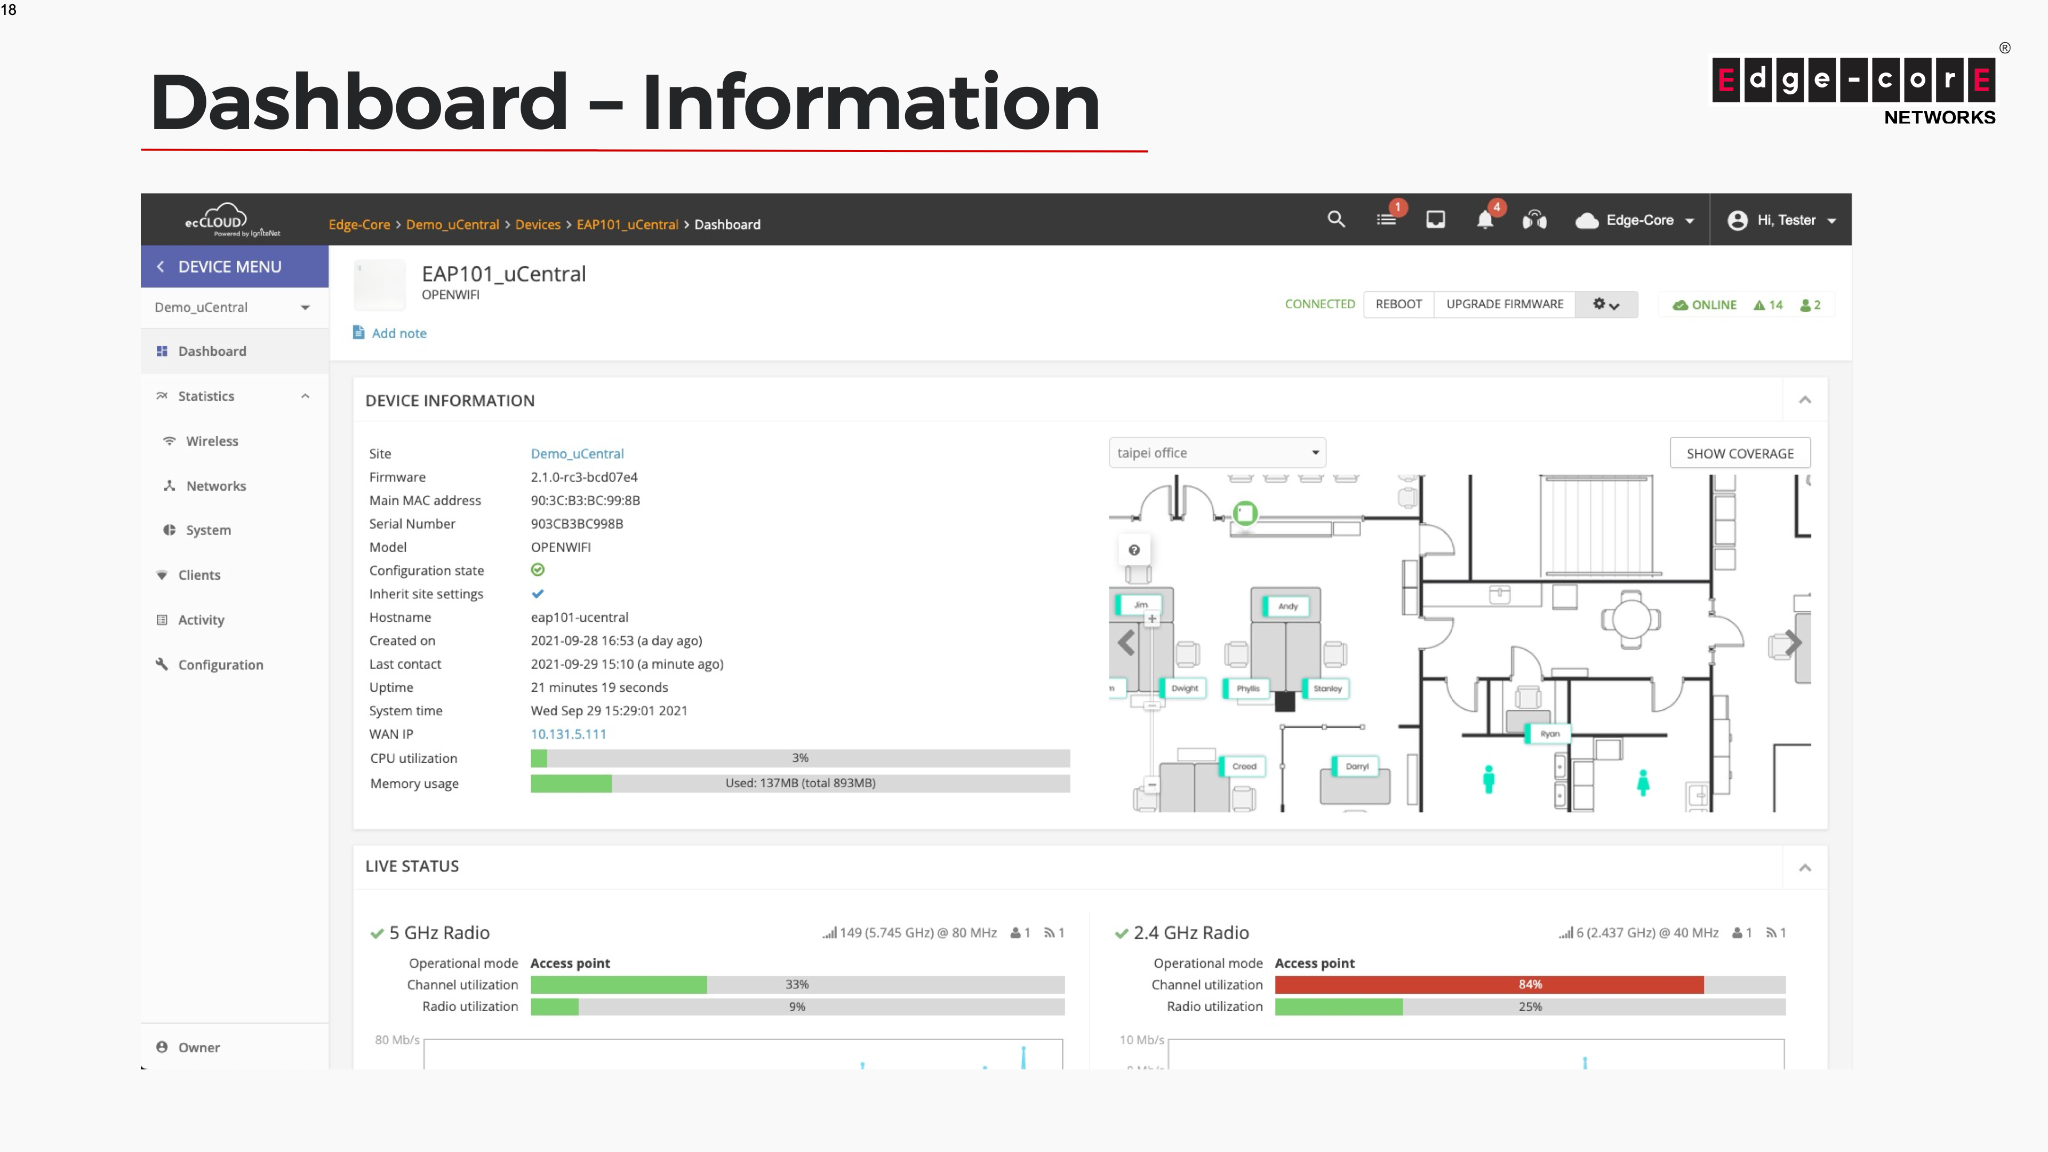 18
Dashboard – Information
Edge-corE
®
NETWORKS
ecCLOUD
Powered by IgniteNet
Edge-Core > Demo_uCentral > Devices > EAP101_uCentral > Dashboard
1
4
Edge-Core
Hi, Tester
DEVICE MENU
Demo_uCentral
Dashboard
Statistics
Wireless
Networks
System
Clients
Activity
Configuration
Owner
EAP101_uCentral
OPENWIFI
Add note
CONNECTED
REBOOT
UPGRADE FIRMWARE
ONLINE
14
2
DEVICE INFORMATION
Site Demo_uCentral
Firmware 2.1.0-rc3-bcd07e4
Main MAC address 90:3C:B3:BC:99:8B
Serial Number 903CB3BC998B
Model OPENWIFI
Configuration state
Inherit site settings
Hostname eap101-ucentral
Created on 2021-09-28 16:53 (a day ago)
Last contact 2021-09-29 15:10 (a minute ago)
Uptime 21 minutes 19 seconds
System time Wed Sep 29 15:29:01 2021
WAN IP 10.131.5.111
CPU utilization 3%
Memory usage Used: 137MB (total 893MB)
taipei office
SHOW COVERAGE
Jim
Andy
Dwight
Phyllis
Stanley
Ryan
Creed
Darryl
LIVE STATUS
5 GHz Radio
149 (5.745 GHz) @ 80 MHz 1 1
Operational mode Access point
Channel utilization 33%
Radio utilization 9%
80 Mb/s
2.4 GHz Radio
6 (2.437 GHz) @ 40 MHz 1 1
Operational mode Access point
Channel utilization 84%
Radio utilization 25%
10 Mb/s